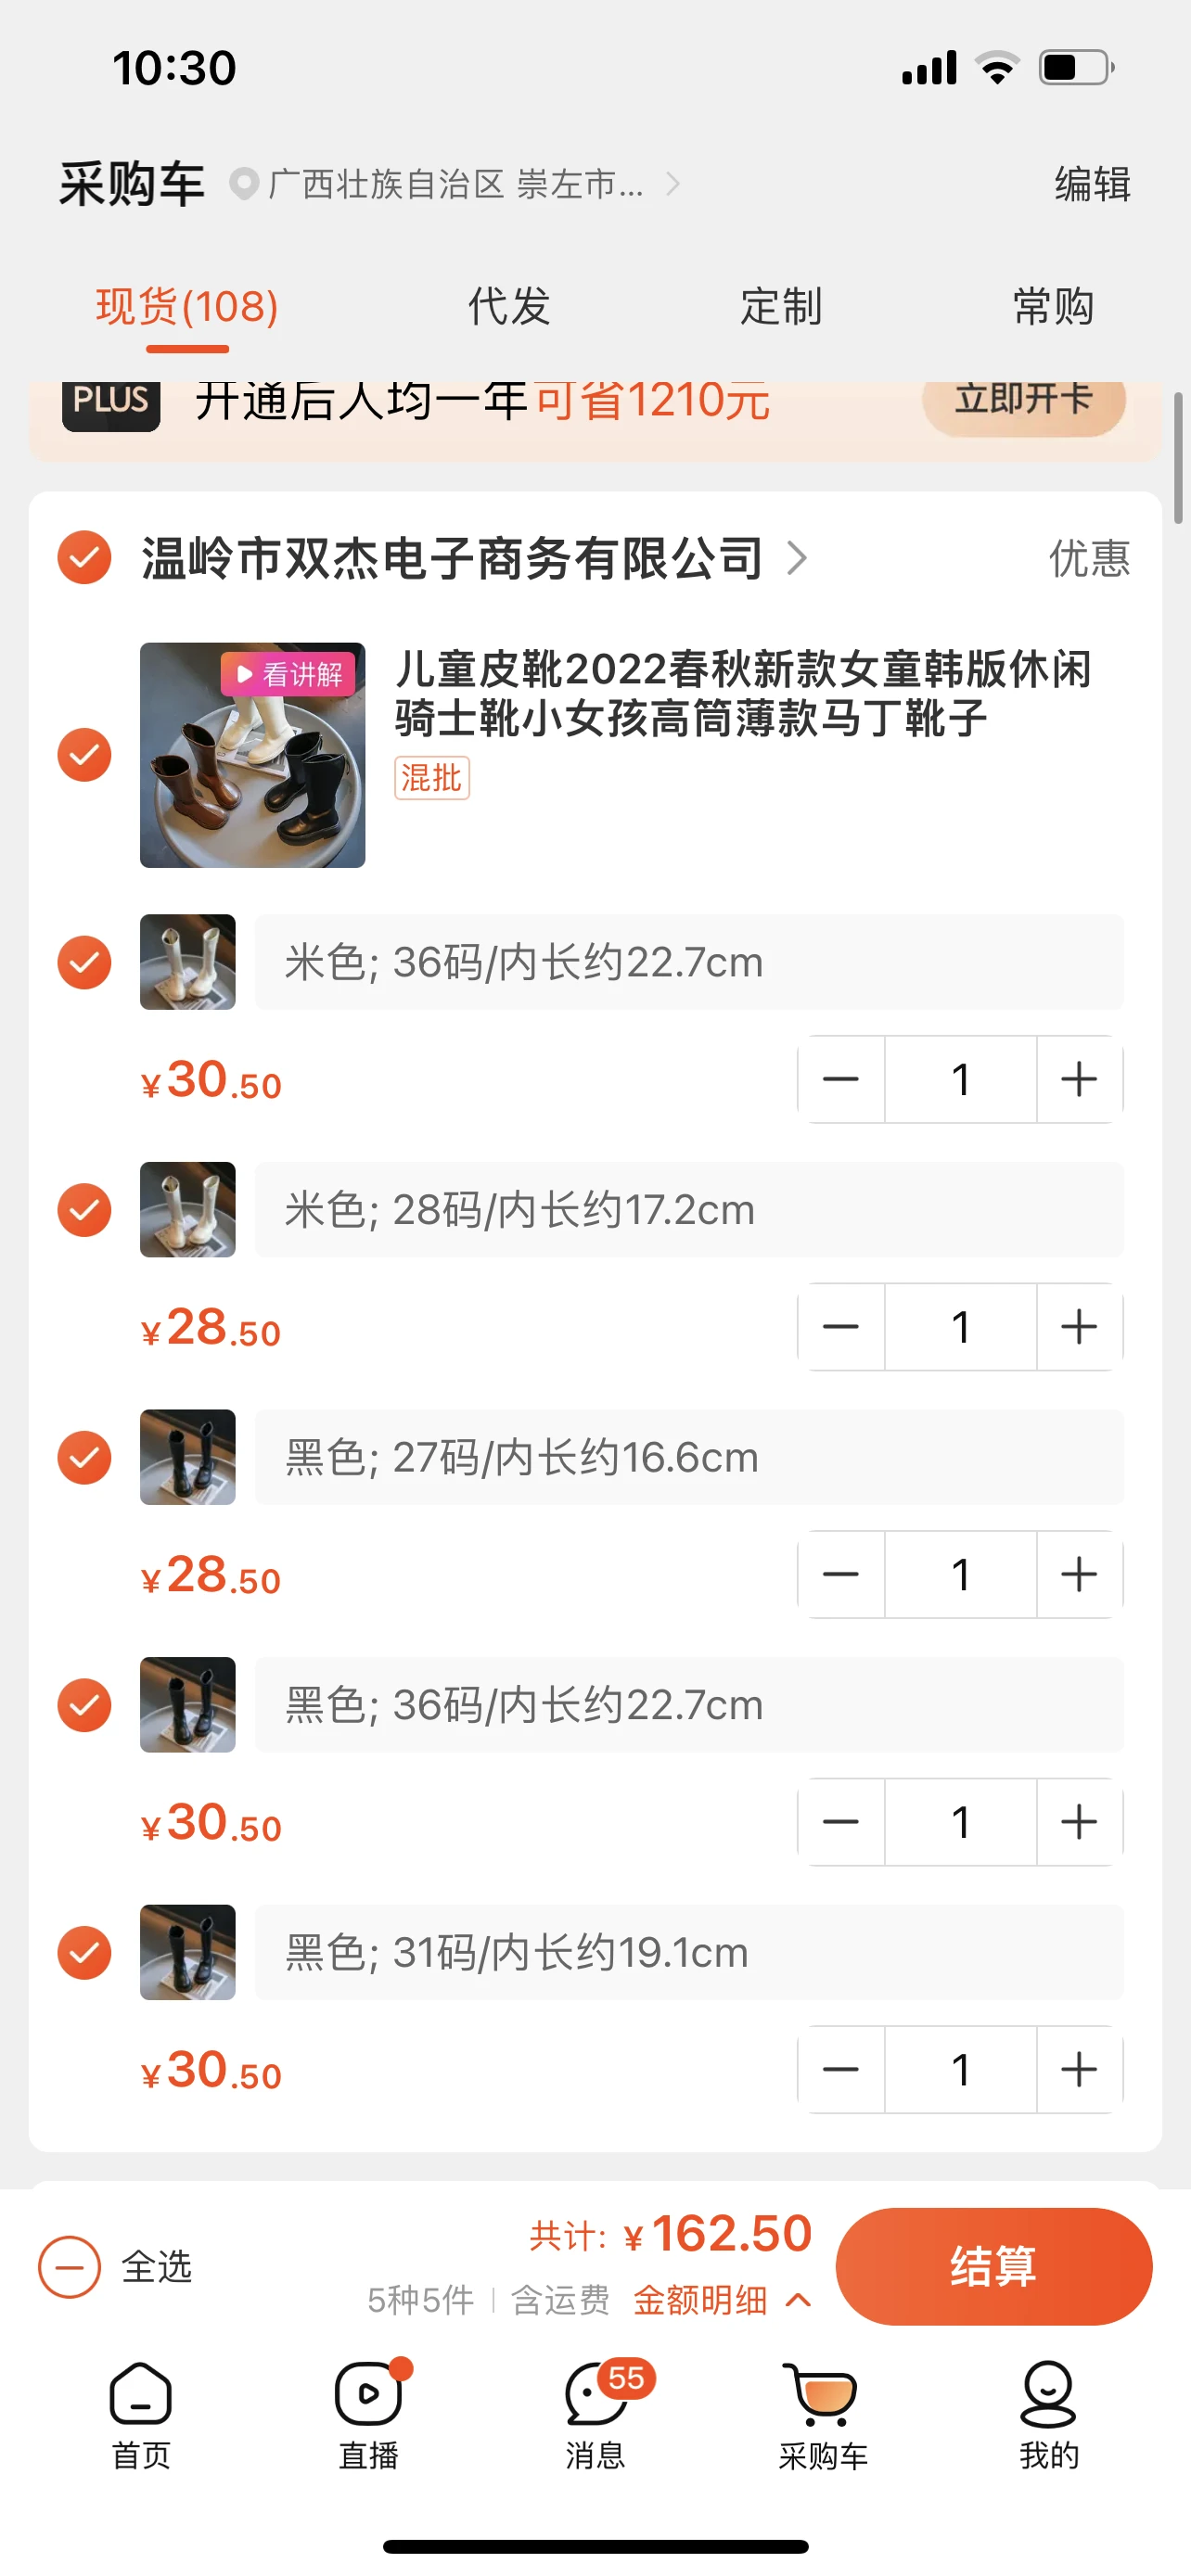 10:30
采购车 广西壮族自治区 崇左市... 编辑
现货(108) 代发 定制 常购
PLUS 开通后人均一年可省1210元 立即开卡
温岭市双杰电子商务有限公司 优惠
看讲解
儿童皮靴2022春秋新款女童韩版休闲
骑士靴小女孩高筒薄款马丁靴子
混批
米色; 36码/内长约22.7cm
¥30.50 1
米色; 28码/内长约17.2cm
¥28.50 1
黑色; 27码/内长约16.6cm
¥28.50 1
黑色; 36码/内长约22.7cm
¥30.50 1
黑色; 31码/内长约19.1cm
¥30.50 1
全选 共计: ¥162.50 结算
5种5件 含运费 金额明细
55
首页 直播 消息 采购车 我的